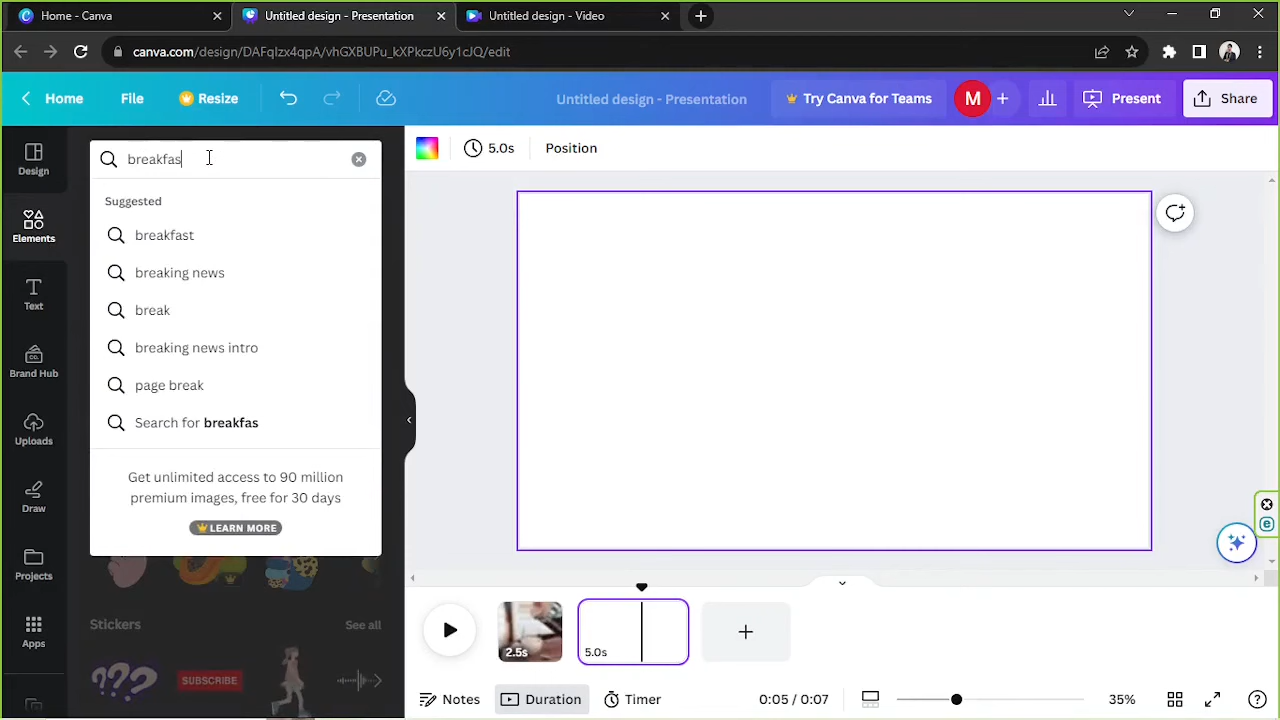 Home - Canva
Untitled design - Presentation
Untitled design - Video
canva.com/design/DAFqIzx4qpA/vhGXBUPu_kXPkczU6y1cJQ/edit
Home
File
Resize
Untitled design - Presentation
Try Canva for Teams
M
Present
Share
Design
Elements
Text
Brand Hub
CO.
Uploads
Draw
Projects
Apps
breakfas
Suggested
breakfast
breaking news
break
breaking news intro
page break
Search for breakfas
Get unlimited access to 90 million
premium images, free for 30 days
LEARN MORE
Stickers
See all
???
SUBSCRIBE
5.0s
Position
2.5s
5.0s
Notes
Duration
Timer
0:05 / 0:07
35%